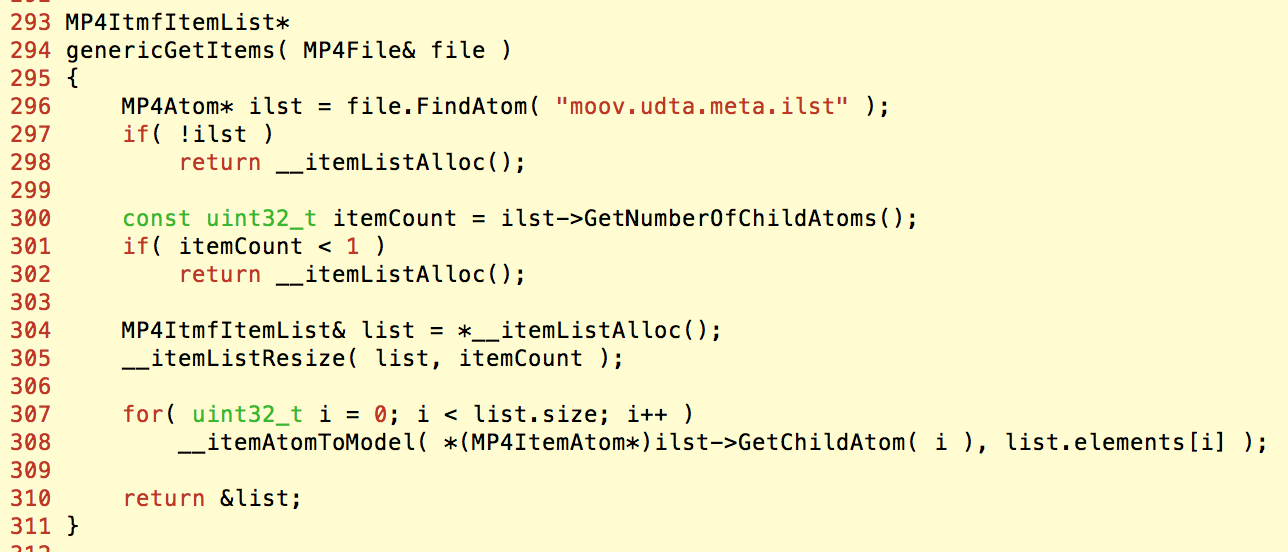 293 MP4ItmfItemList*
294 genericGetItems( MP4File& file )
295 {
296     MP4Atom* ilst = file.FindAtom( "moov.udta.meta.ilst" );
297     if( !ilst )
298         return __itemListAlloc();
299
300     const uint32_t itemCount = ilst->GetNumberOfChildAtoms();
301     if( itemCount < 1 )
302         return __itemListAlloc();
303
304     MP4ItmfItemList& list = *__itemListAlloc();
305     __itemListResize( list, itemCount );
306
307     for( uint32_t i = 0; i < list.size; i++ )
308         __itemAtomToModel( *(MP4ItemAtom*)ilst->GetChildAtom( i ), list.elements[i] );
309
310     return &list;
311 }